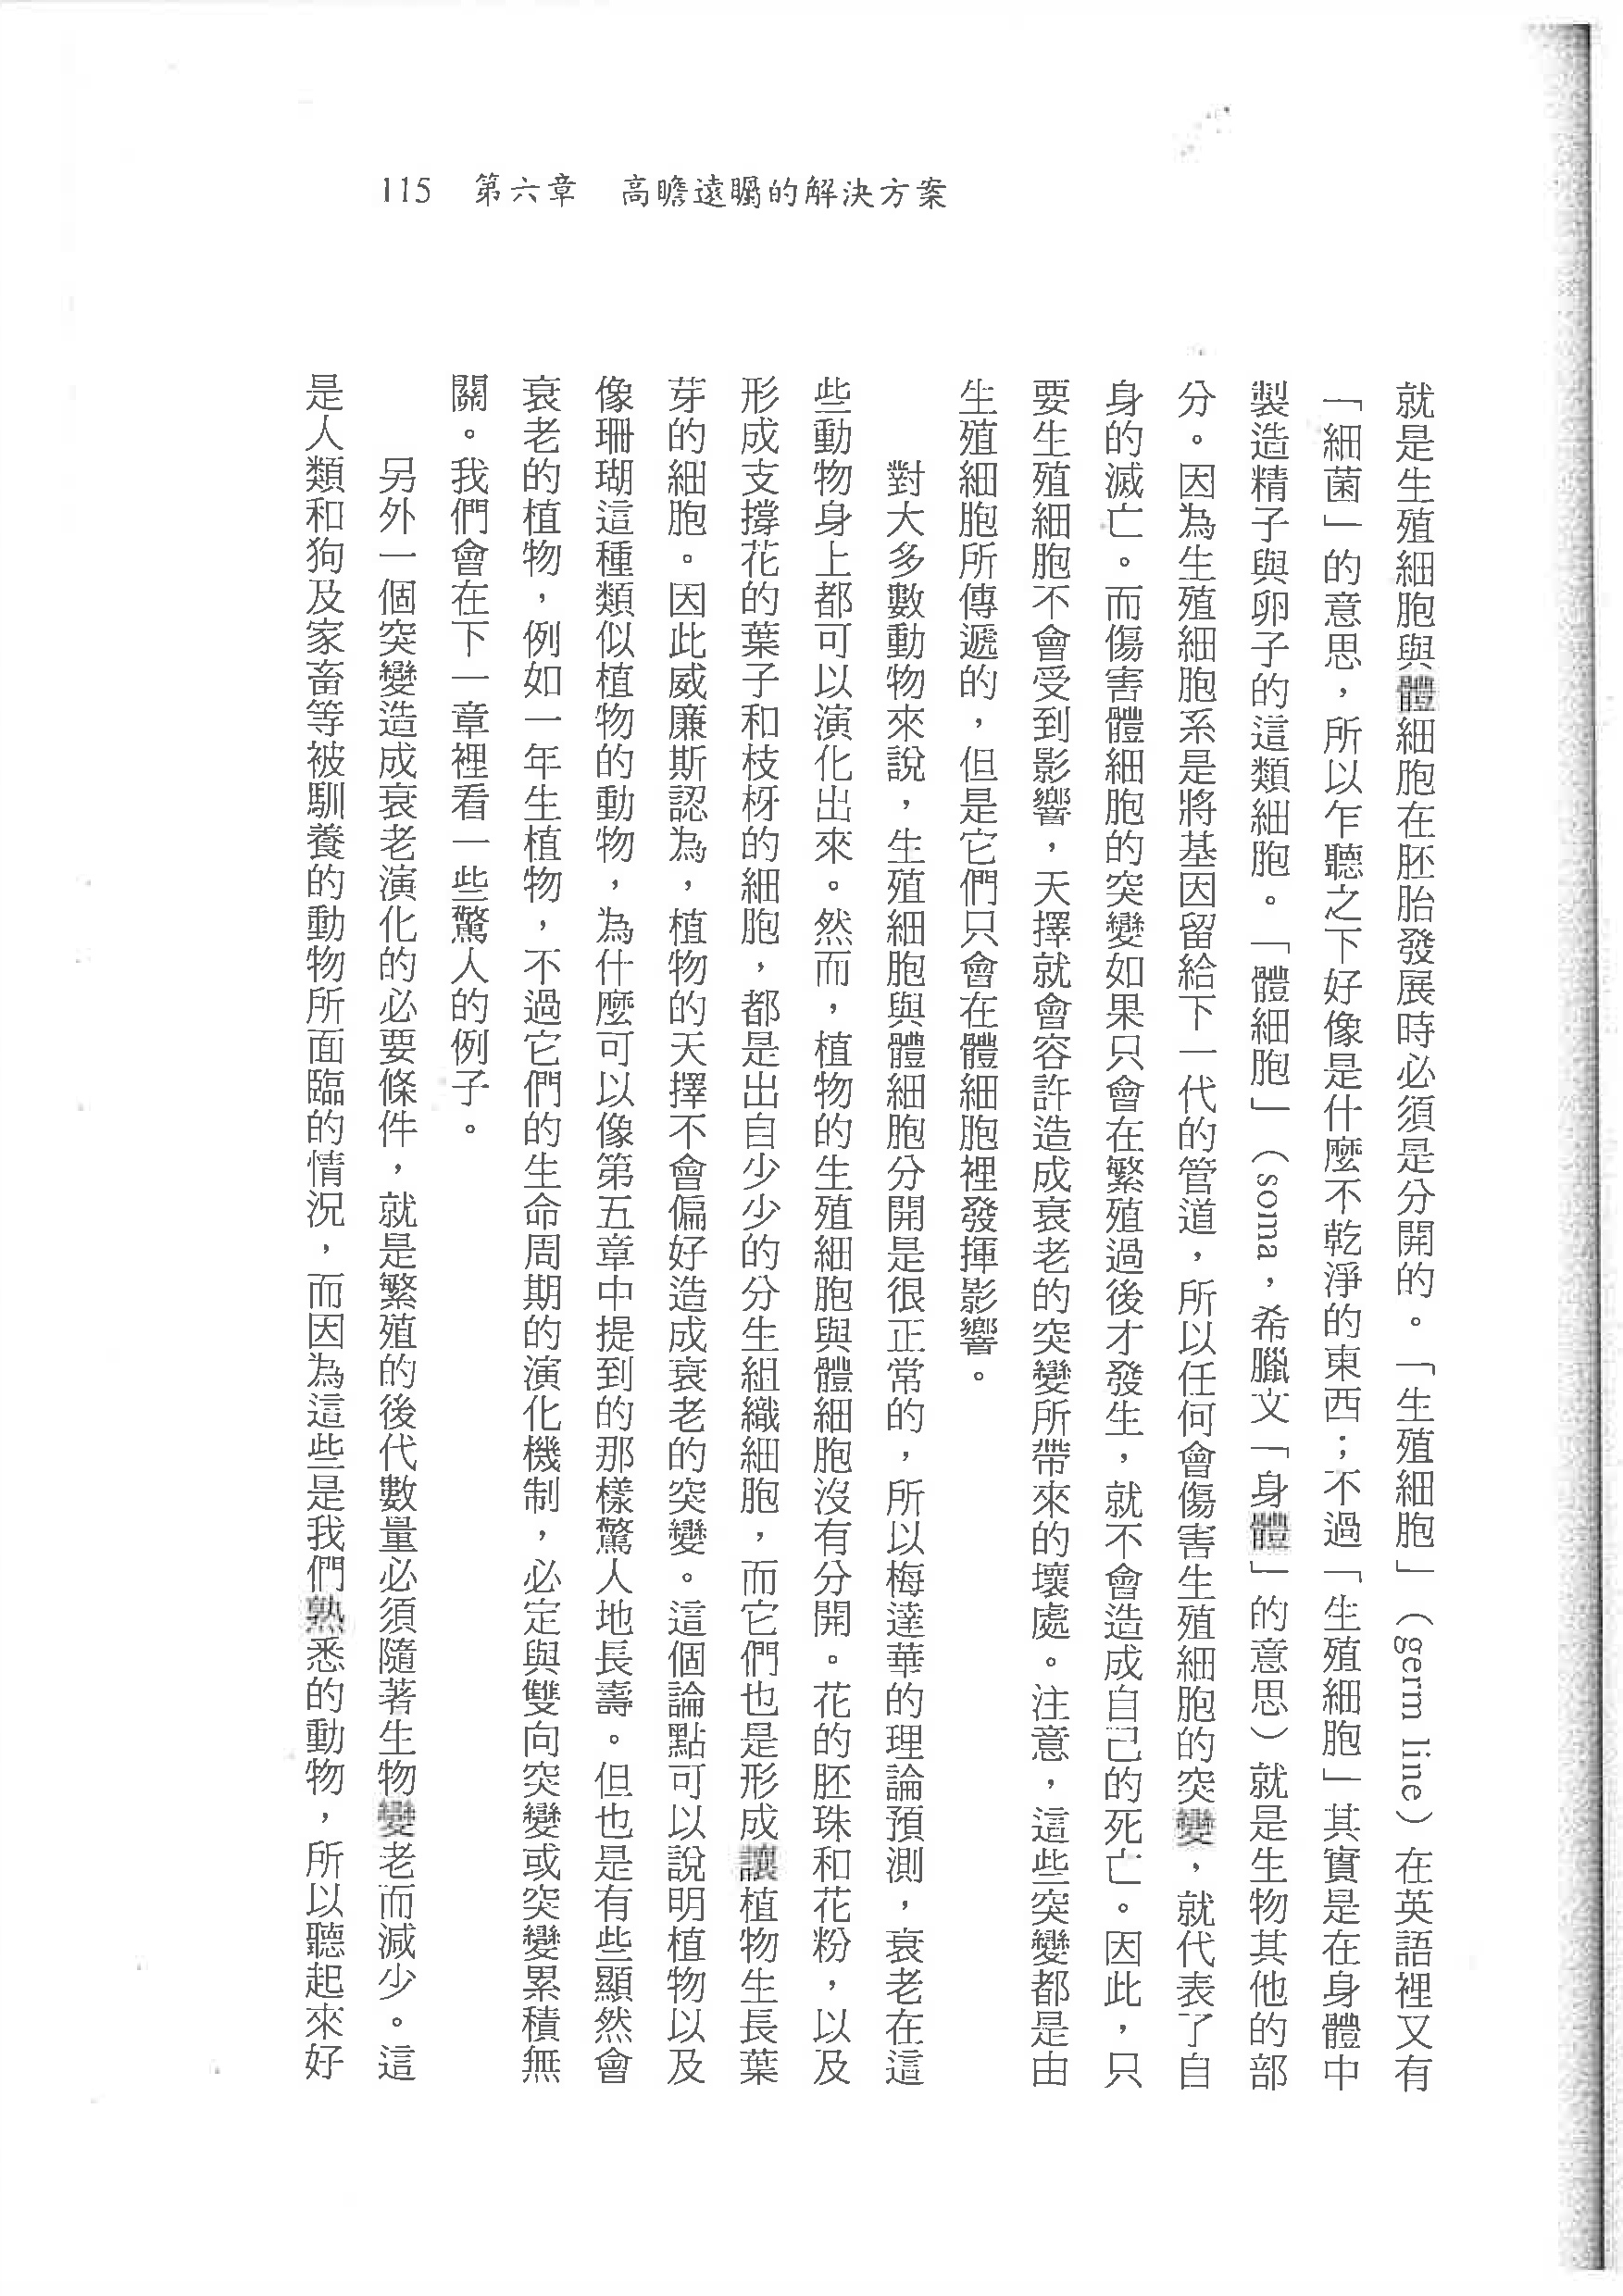 115　第六章　高瞻遠矚的解決方案
就是生殖細胞與體細胞在胚胎發展時必須是分開的。「生殖細胞」（germ line）在英語裡又有
「細菌」的意思，所以乍聽之下好像是什麼不乾淨的東西；不過「生殖細胞」其實是在身體中
製造精子與卵子的這類細胞。「體細胞」（soma，希臘文「身體」的意思）就是生物其他的部
分。因為生殖細胞系是將基因留給下一代的管道，所以任何會傷害生殖細胞的突變，就代表了自
身的滅亡。而傷害體細胞的突變如果只會在繁殖過後才發生，就不會造成自己的死亡。因此，只
要生殖細胞不會受到影響，天擇就會容許造成衰老的突變所帶來的壞處。注意，這些突變都是由
生殖細胞所傳遞的，但是它們只會在體細胞裡發揮影響。
對大多數動物來說，生殖細胞與體細胞分開是很正常的，所以梅達華的理論預測，衰老在這
些動物身上都可以演化出來。然而，植物的生殖細胞與體細胞沒有分開。花的胚珠和花粉，以及
形成支撐花的葉子和枝枒的細胞，都是出自少少的分生組織細胞，而它們也是形成讓植物生長葉
芽的細胞。因此威廉斯認為，植物的天擇不會偏好造成衰老的突變。這個論點可以說明植物以及
像珊瑚這種類似植物的動物，為什麼可以像第五章中提到的那樣驚人地長壽。但也是有些顯然會
衰老的植物，例如一年生植物，不過它們的生命周期的演化機制，必定與雙向突變或突變累積無
關。我們會在下一章裡看一些驚人的例子。
另外一個突變造成衰老演化的必要條件，就是繁殖的後代數量必須隨著生物變老而減少。這
是人類和狗及家畜等被馴養的動物所面臨的情況，而因為這些是我們熟悉的動物，所以聽起來好